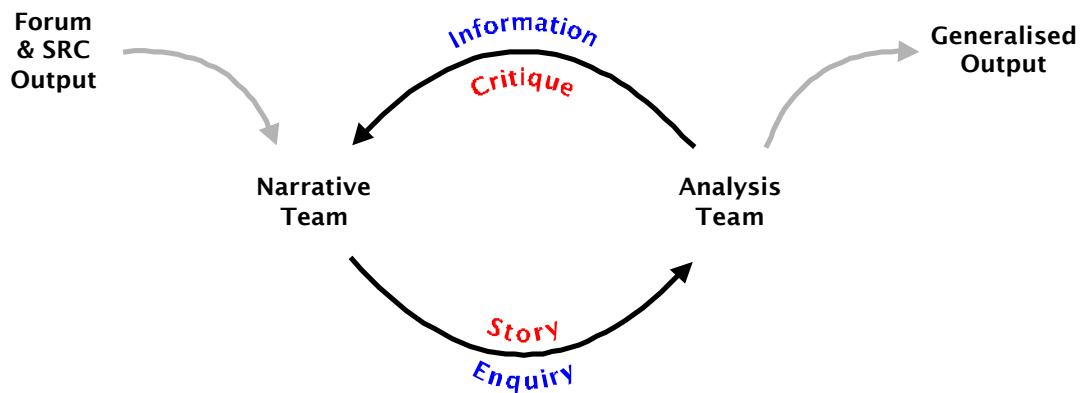 Forum
& SRC
Output
Information
Critique
Generalised
Output
Narrative
Team
Analysis
Team
Story
Enquiry